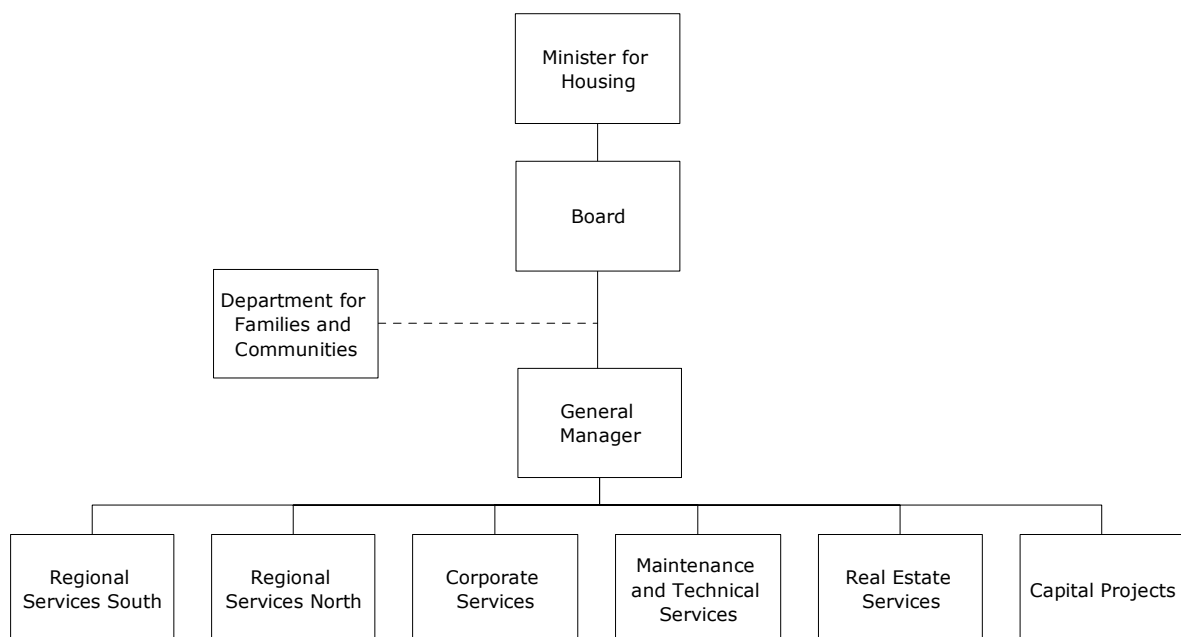 Minister for
Housing
Board
Department for
Families and
Communities
General
Manager
Regional
Services South
Regional
Services North
Corporate
Services
Maintenance
and Technical
Services
Real Estate
Services
Capital Projects